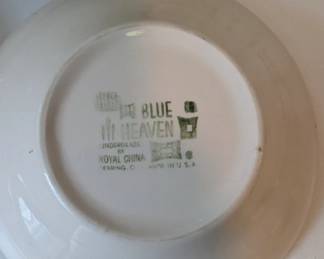 BLUE
HEAVEN
UNDERGLAZE
BY
ROYAL CHINA
MADE IN U.S.A.